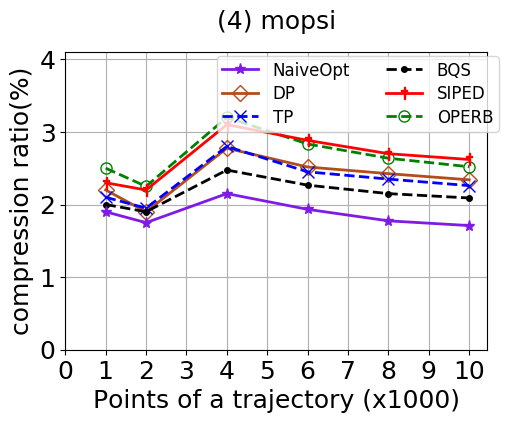 (4) mopsi
compression ratio(%)
4
3
2
1
0
NaiveOpt
DP
TP
BQS
SIPED
OPERB
0 1 2 3 4 5 6 7 8 9 10
Points of a trajectory (x1000)